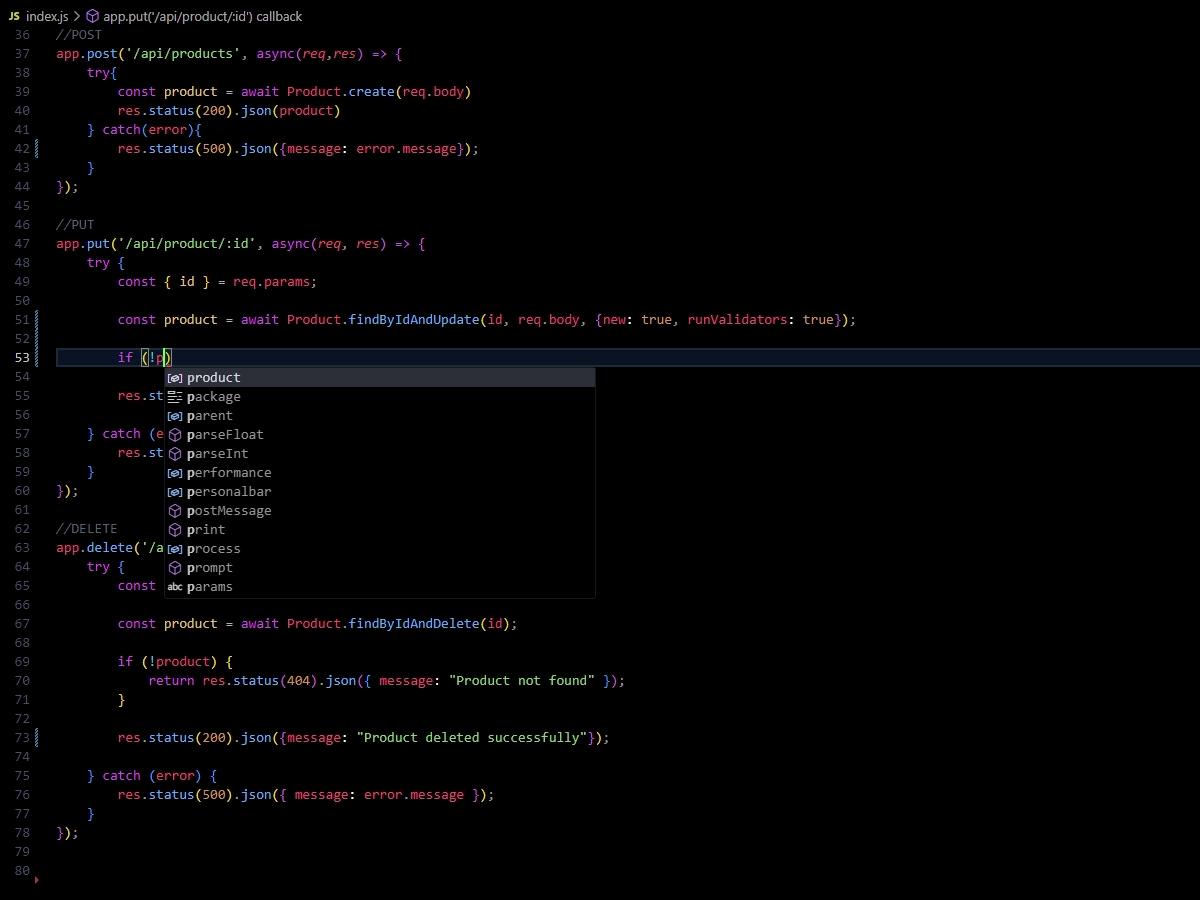 JS index.js > app.put('/api/product/:id') callback
36 //POST
37 app.post('/api/products', async(req,res) => {
38 try{
39 const product = await Product.create(req.body)
40 res.status(200).json(product)
41 } catch(error){
42 res.status(500).json({message: error.message});
43 }
44 });
45
46 //PUT
47 app.put('/api/product/:id', async(req, res) => {
48 try {
49 const { id } = req.params;
50
51 const product = await Product.findByIdAndUpdate(id, req.body, {new: true, runValidators: true});
52
53 if (!p)
54 product
55 res.st package
56 parent
57 } catch (e parseFloat
58 res.st parseInt
59 } performance
60 }); personalbar
61 postMessage
62 //DELETE print
63 app.delete('/a process
64 try { prompt
65 const abc params
66
67 const product = await Product.findByIdAndDelete(id);
68
69 if (!product) {
70 return res.status(404).json({ message: "Product not found" });
71 }
72
73 res.status(200).json({message: "Product deleted successfully"});
74
75 } catch (error) {
76 res.status(500).json({ message: error.message });
77 }
78 });
79
80